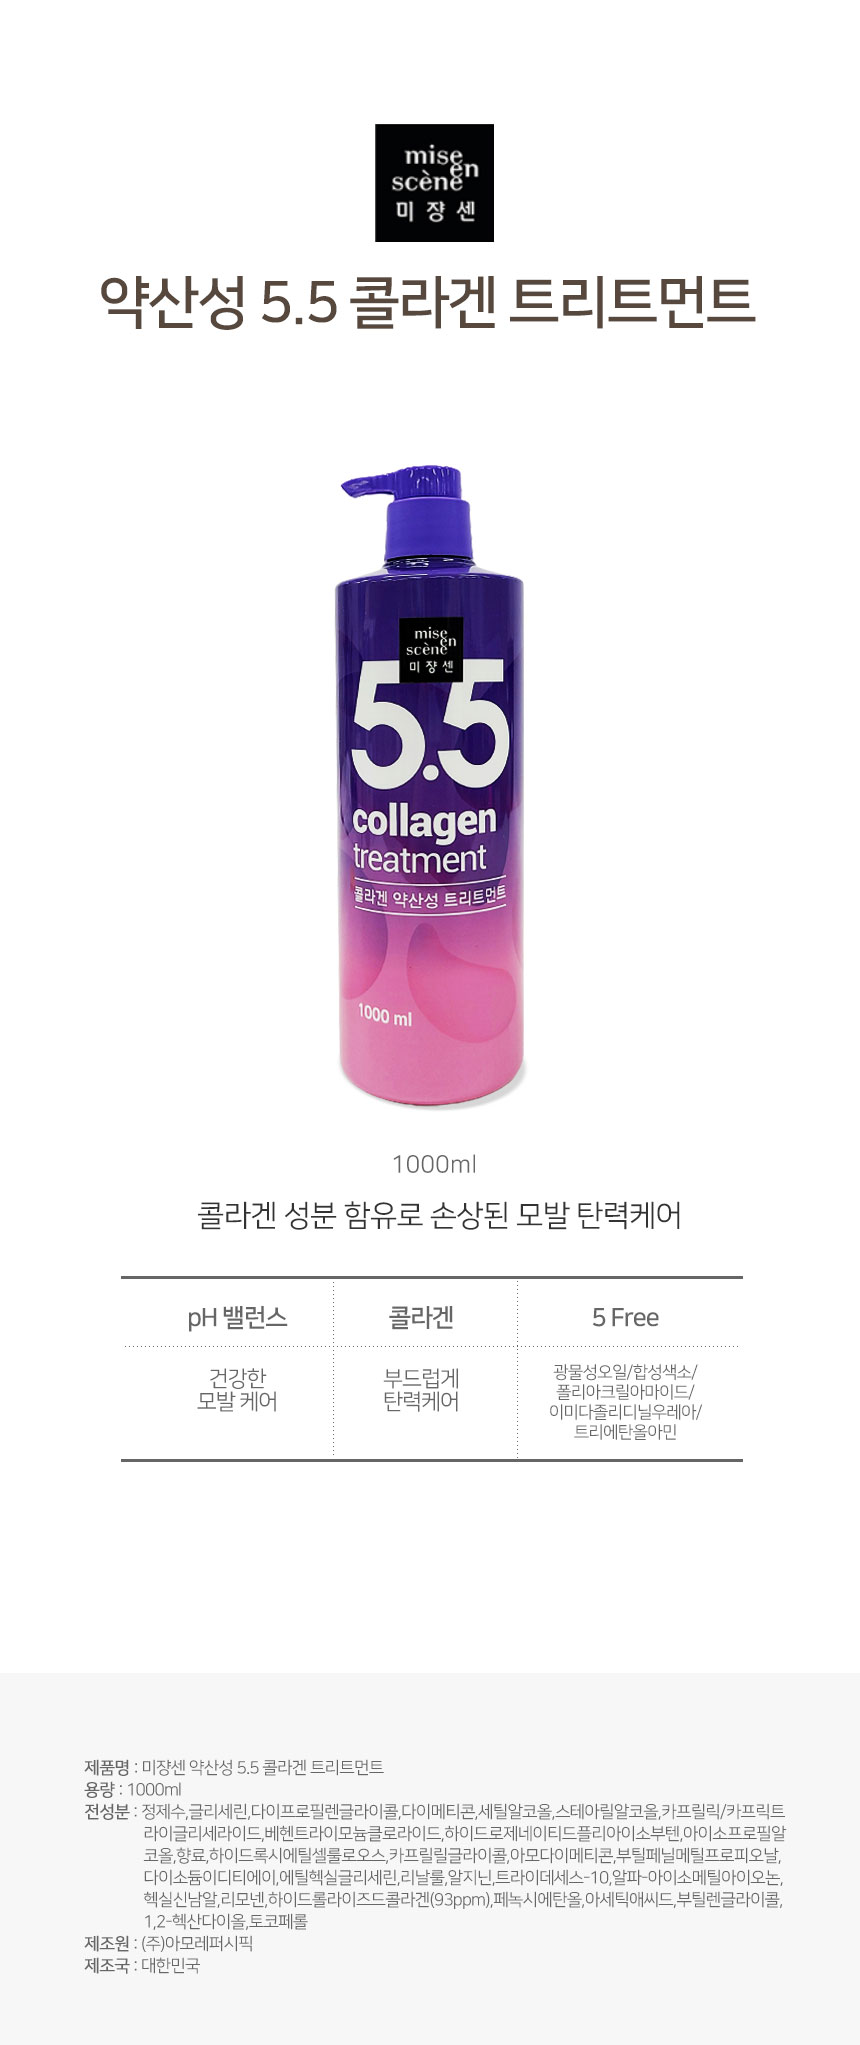 mise
en
scène
미쟝센
약산성 5.5 콜라겐 트리트먼트
mise
en
scène
미쟝센
5.5
collagen
treatment
콜라겐 약산성 트리트먼트
1000 ml
1000ml
콜라겐 성분 함유로 손상된 모발 탄력케어
pH 밸런스
콜라겐
5 Free
건강한
모발 케어
부드럽게
탄력케어
광물성오일/합성색소/
폴리아크릴아마이드/
이미다졸리디닐우레아/
트리에탄올아민
제품명 : 미쟝센 약산성 5.5 콜라겐 트리트먼트
용량 : 1000ml
전성분 : 정제수,글리세린,다이프로필렌글라이콜,다이메티콘,세틸알코올,스테아릴알코올,카프릴릭/카프릭트
라이글리세라이드,베헨트라이모늄클로라이드,하이드로제네이티드폴리아이소부텐,아이소프로필알
코올,향료,하이드록시에틸셀룰로오스,카프릴릴글라이콜,아모다이메티콘,부틸페닐메틸프로피오날,
다이소듐이디티에이,에틸헥실글리세린,리날룰,알지닌,트라이데세스-10,알파-아이소메틸아이오논,
헥실신남알,리모넨,하이드롤라이즈드콜라겐(93ppm),페녹시에탄올,아세틱애씨드,부틸렌글라이콜,
1,2-헥산다이올,토코페롤
제조원 : (주)아모레퍼시픽
제조국 : 대한민국